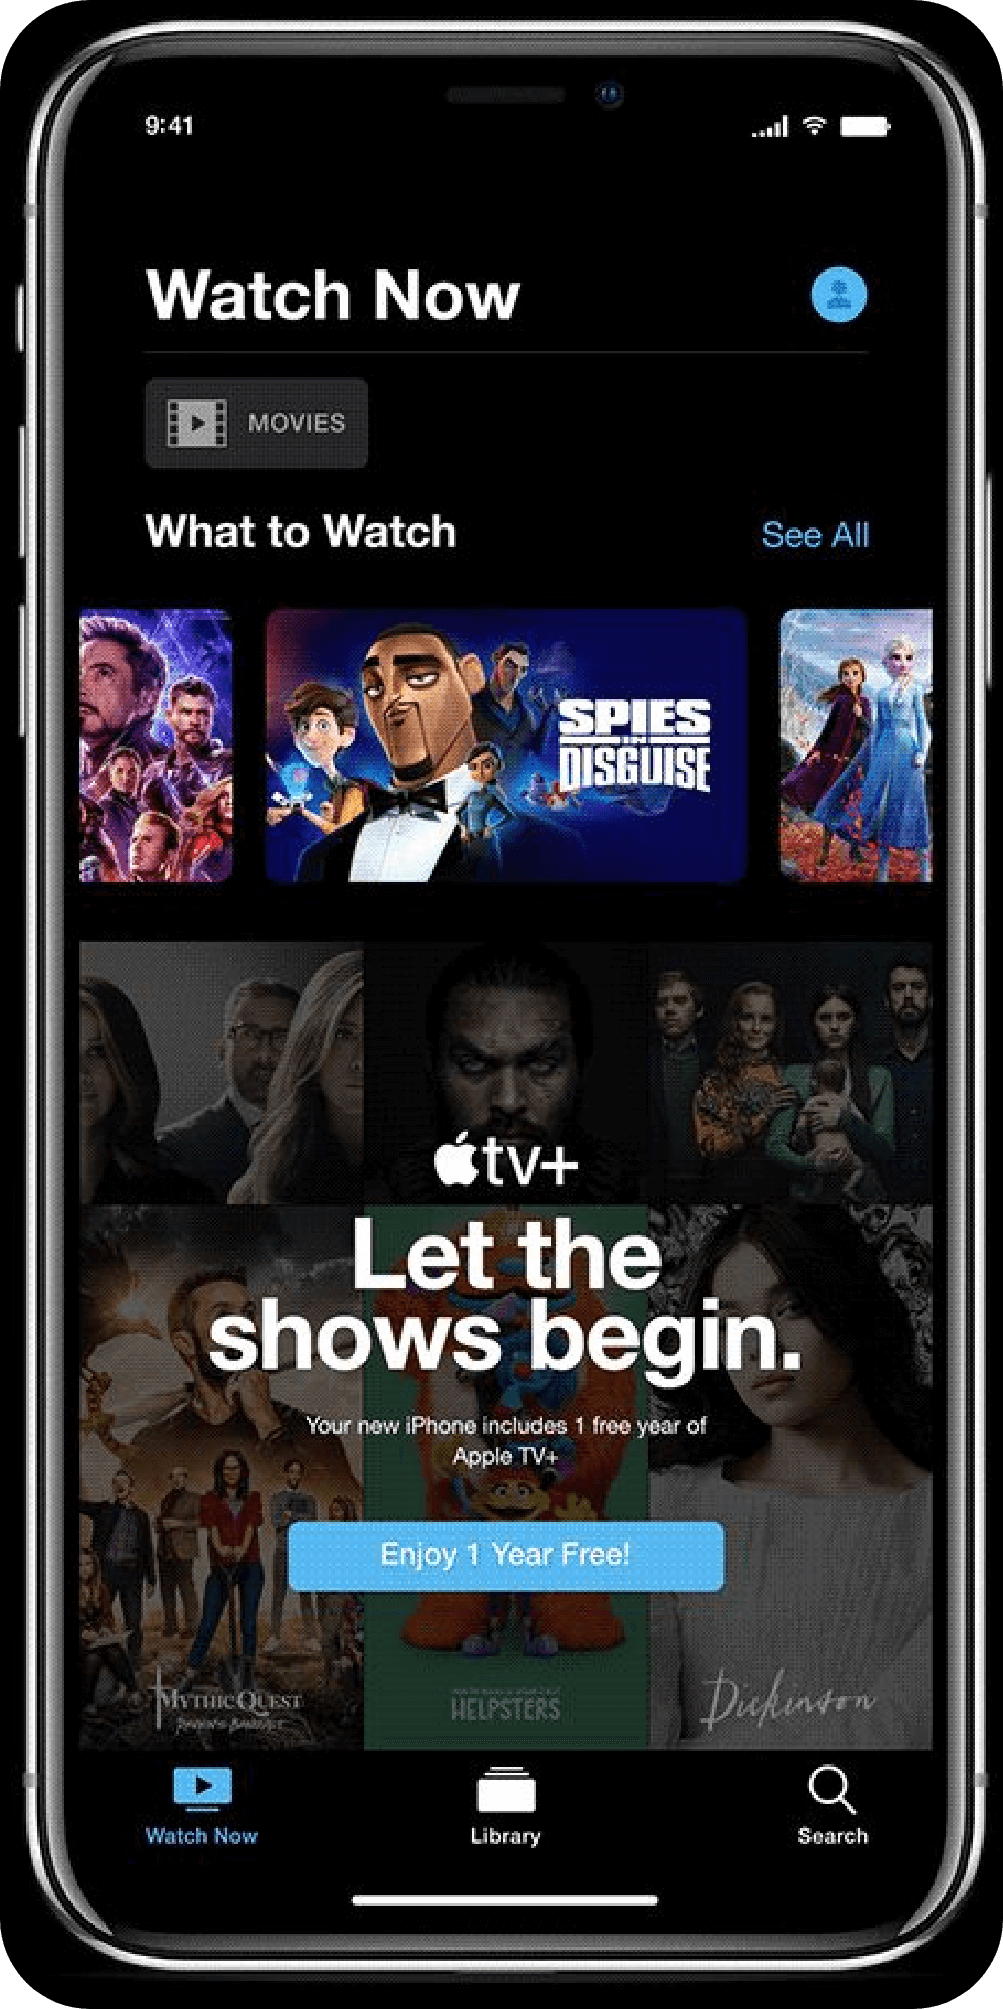 9:41
Watch Now
MOVIES
What to Watch
See All
SPIES
IN
DISGUISE
tv+
Let the
shows begin.
Your new iPhone includes 1 free year of
Apple TV+
Enjoy 1 Year Free!
MYTHIC QUEST
HELPSTERS
Dickinson
Watch Now
Library
Search